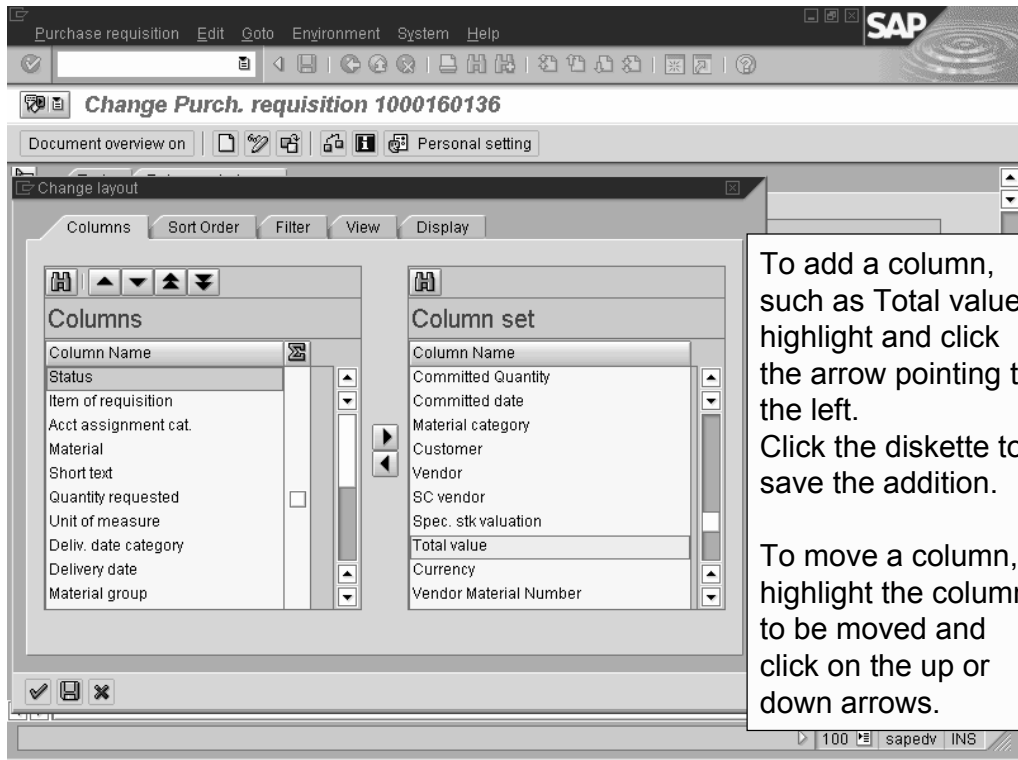 Purchase requisition Edit Goto Environment System Help
SAP
Change Purch. requisition 1000160136
Document overview on Personal setting
Change layout
Columns Sort Order Filter View Display
Columns
Column Name
Status
Item of requisition
Acct assignment cat.
Material
Short text
Quantity requested
Unit of measure
Deliv. date category
Delivery date
Material group
Column set
Column Name
Committed Quantity
Committed date
Material category
Customer
Vendor
SC vendor
Spec. stk valuation
Total value
Currency
Vendor Material Number
To add a column,
such as Total value
highlight and click
the arrow pointing t
the left.
Click the diskette to
save the addition.
To move a column,
highlight the column
to be moved and
click on the up or
down arrows.
100 sapedv INS